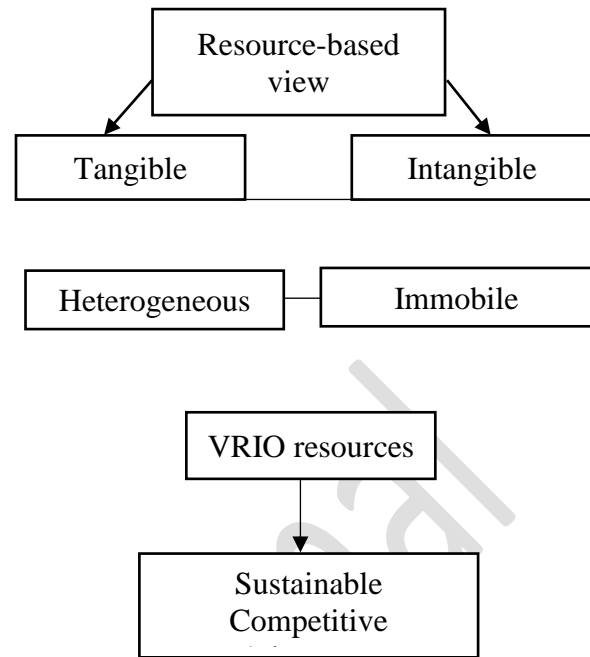 Resource-based
view
Tangible
Intangible
Heterogeneous
Immobile
VRIO resources
Sustainable
Competitive